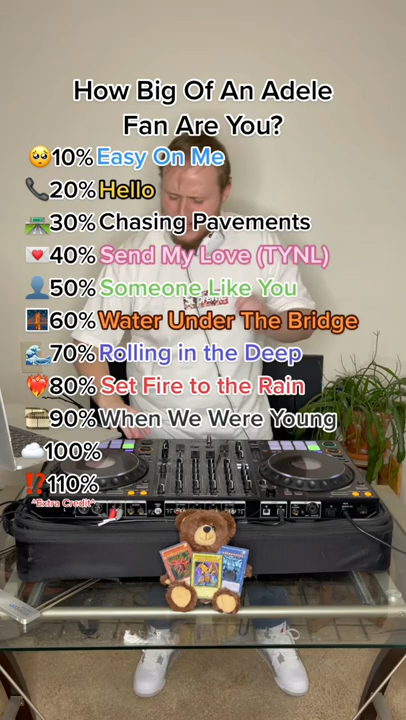 How Big Of An Adele
Fan Are You?
🥺10% Easy On Me
📞20% Hello
🛣️30% Chasing Pavements
💌40% Send My Love (TYNL)
👤50% Someone Like You
🌉60% Water Under The Bridge
🌊70% Rolling in the Deep
❤️‍🔥80% Set Fire to the Rain
90% When We Were Young
☁️100%
⁉️110%
*Extra Credit*